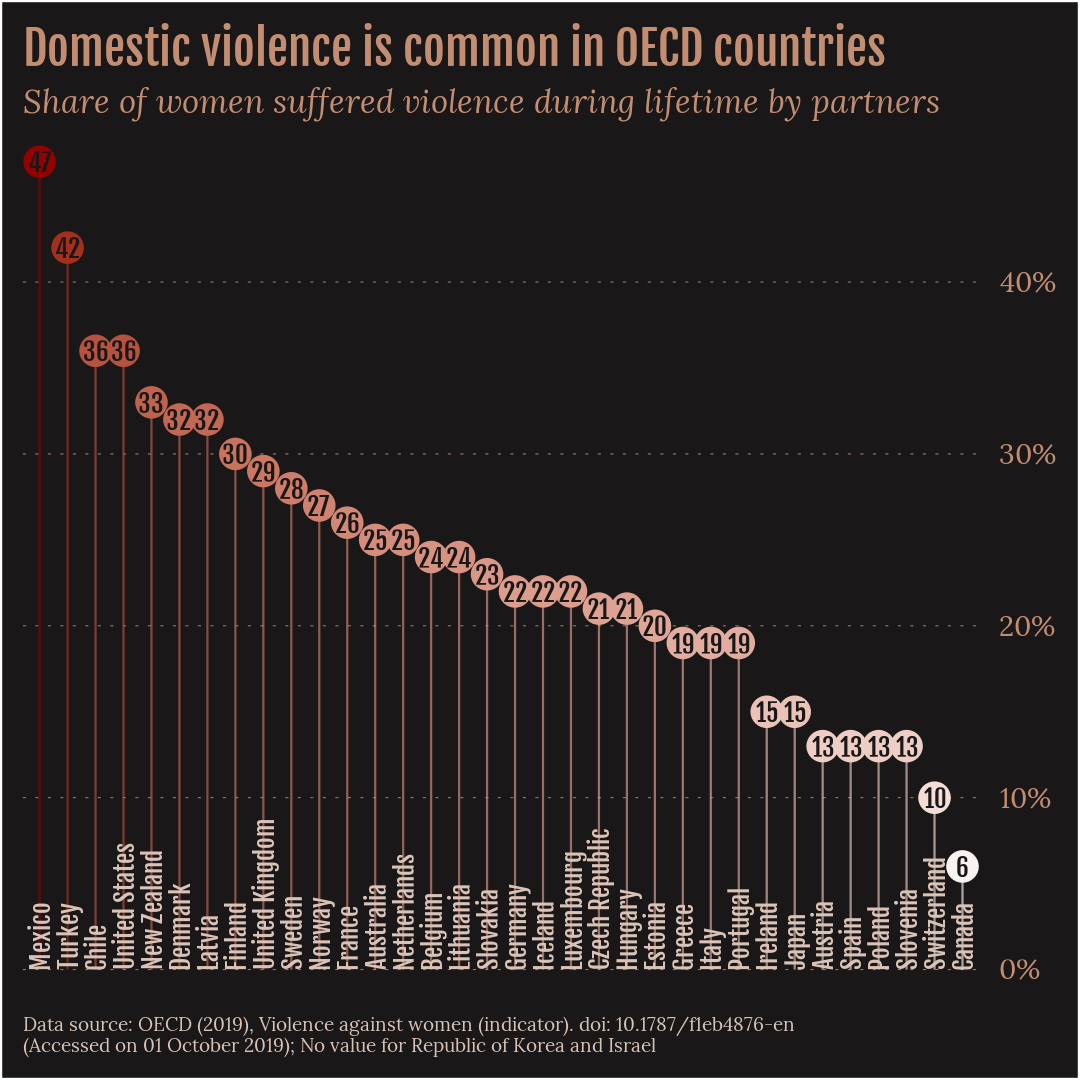 Domestic violence is common in OECD countries
Share of women suffered violence during lifetime by partners
47
42
36 36
33
32 32
30
29
28
27
26
25 25
24 24
23
22 22 22
21 21
20
19 19 19
15 15
13 13 13 13
10
6
40%
30%
20%
10%
0%
Mexico
Turkey
Chile
United States
New Zealand
Denmark
Latvia
Finland
United Kingdom
Sweden
Norway
France
Australia
Netherlands
Belgium
Lithuania
Slovakia
Germany
Iceland
Luxembourg
Czech Republic
Hungary
Estonia
Greece
Italy
Portugal
Ireland
Japan
Austria
Spain
Poland
Slovenia
Switzerland
Canada
Data source: OECD (2019), Violence against women (indicator). doi: 10.1787/f1eb4876-en
(Accessed on 01 October 2019); No value for Republic of Korea and Israel